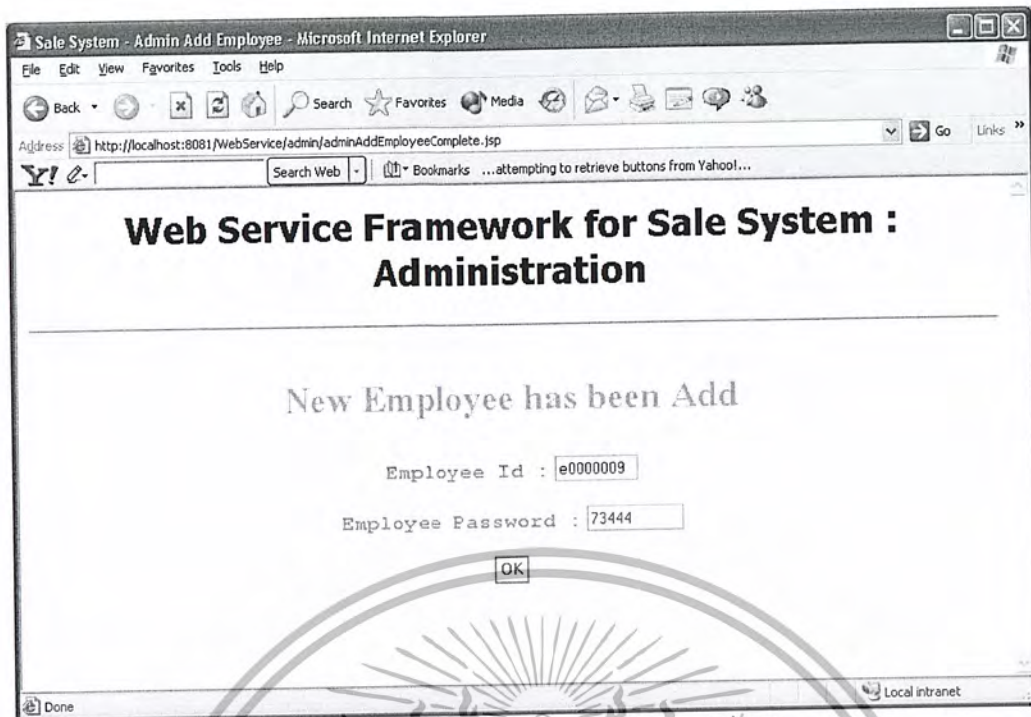 Sale System - Admin Add Employee - Microsoft Internet Explorer
File Edit View Favorites Tools Help
Back Search Favorites Media
Address http://localhost:8081/WebService/admin/adminAddEmployeeComplete.jsp Go Links »
Y! Search Web Bookmarks ...attempting to retrieve buttons from Yahoo!...
Web Service Framework for Sale System :
Administration
New Employee has been Add
Employee Id : e0000009
Employee Password : 73444
OK
Done Local intranet